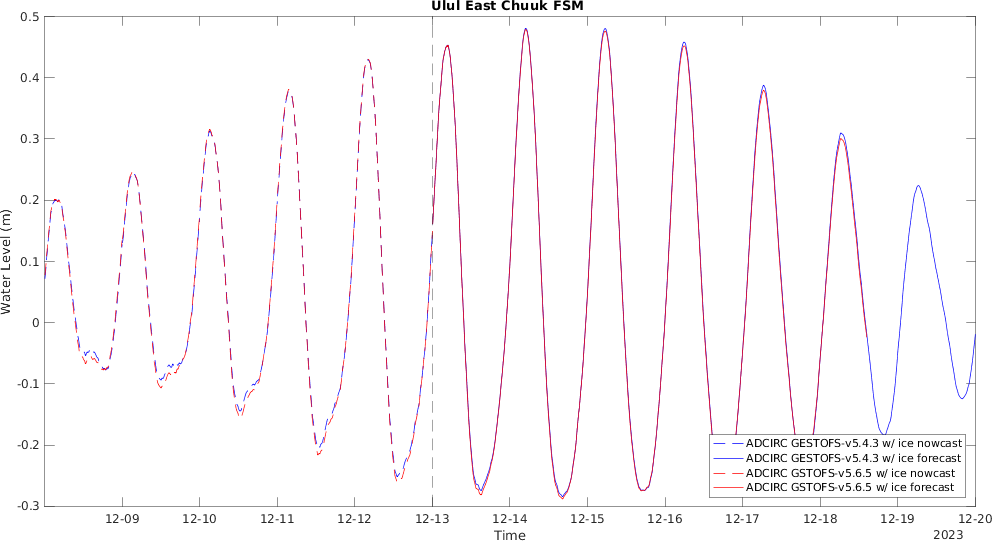 Ulul East Chuuk FSM
0.5
0.4
0.3
0.2
0.1
0
-0.1
-0.2
-0.3
Water Level (m)
12-09 12-10 12-11 12-12 12-13 12-14 12-15 12-16 12-17 12-18 12-19 12-20
Time
2023
ADCIRC GESTOFS-v5.4.3 w/ ice nowcast
ADCIRC GESTOFS-v5.4.3 w/ ice forecast
ADCIRC GSTOFS-v5.6.5 w/ ice nowcast
ADCIRC GSTOFS-v5.6.5 w/ ice forecast